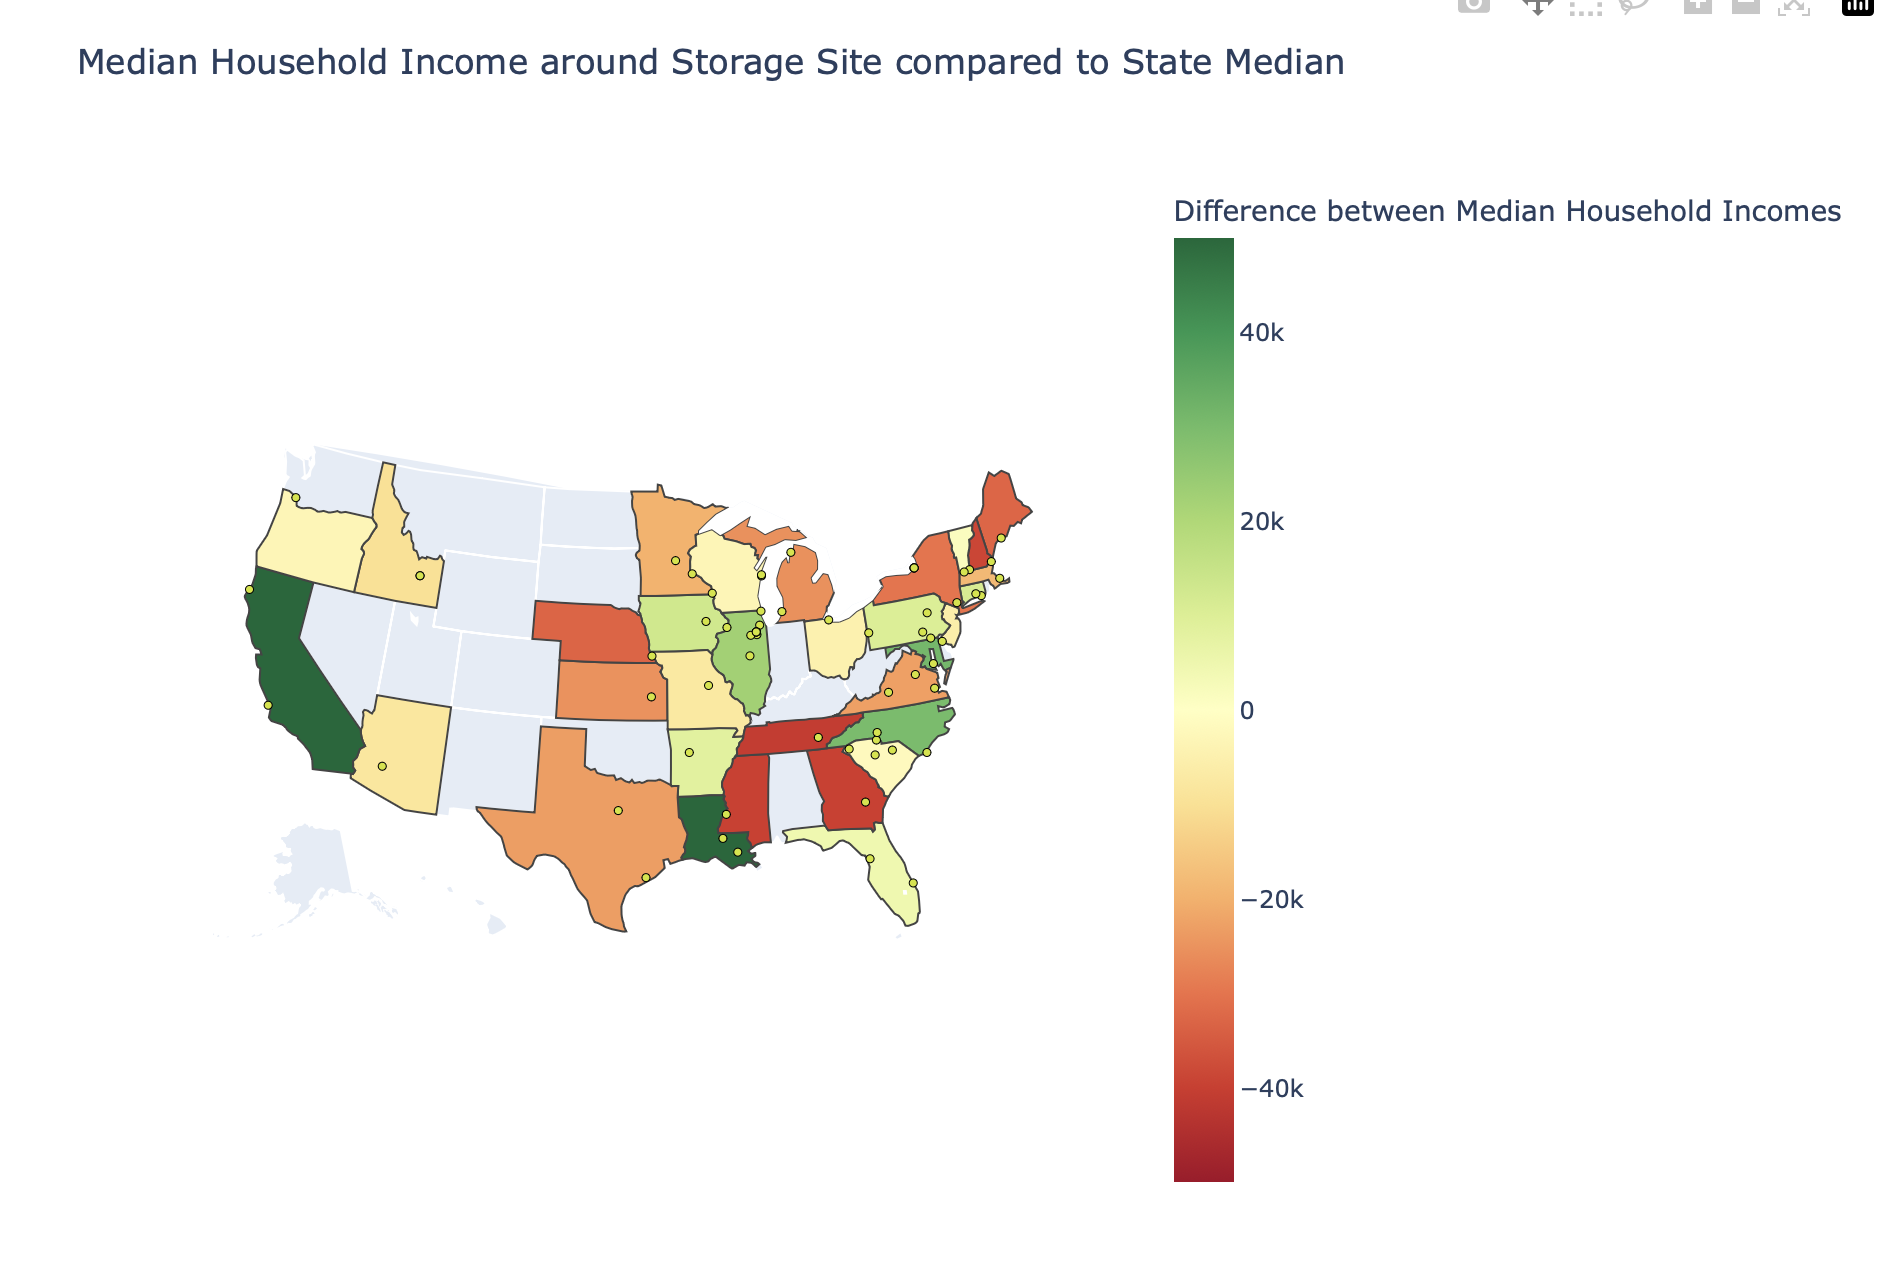 Median Household Income around Storage Site compared to State Median
Difference between Median Household Incomes
40k
20k
0
−20k
−40k